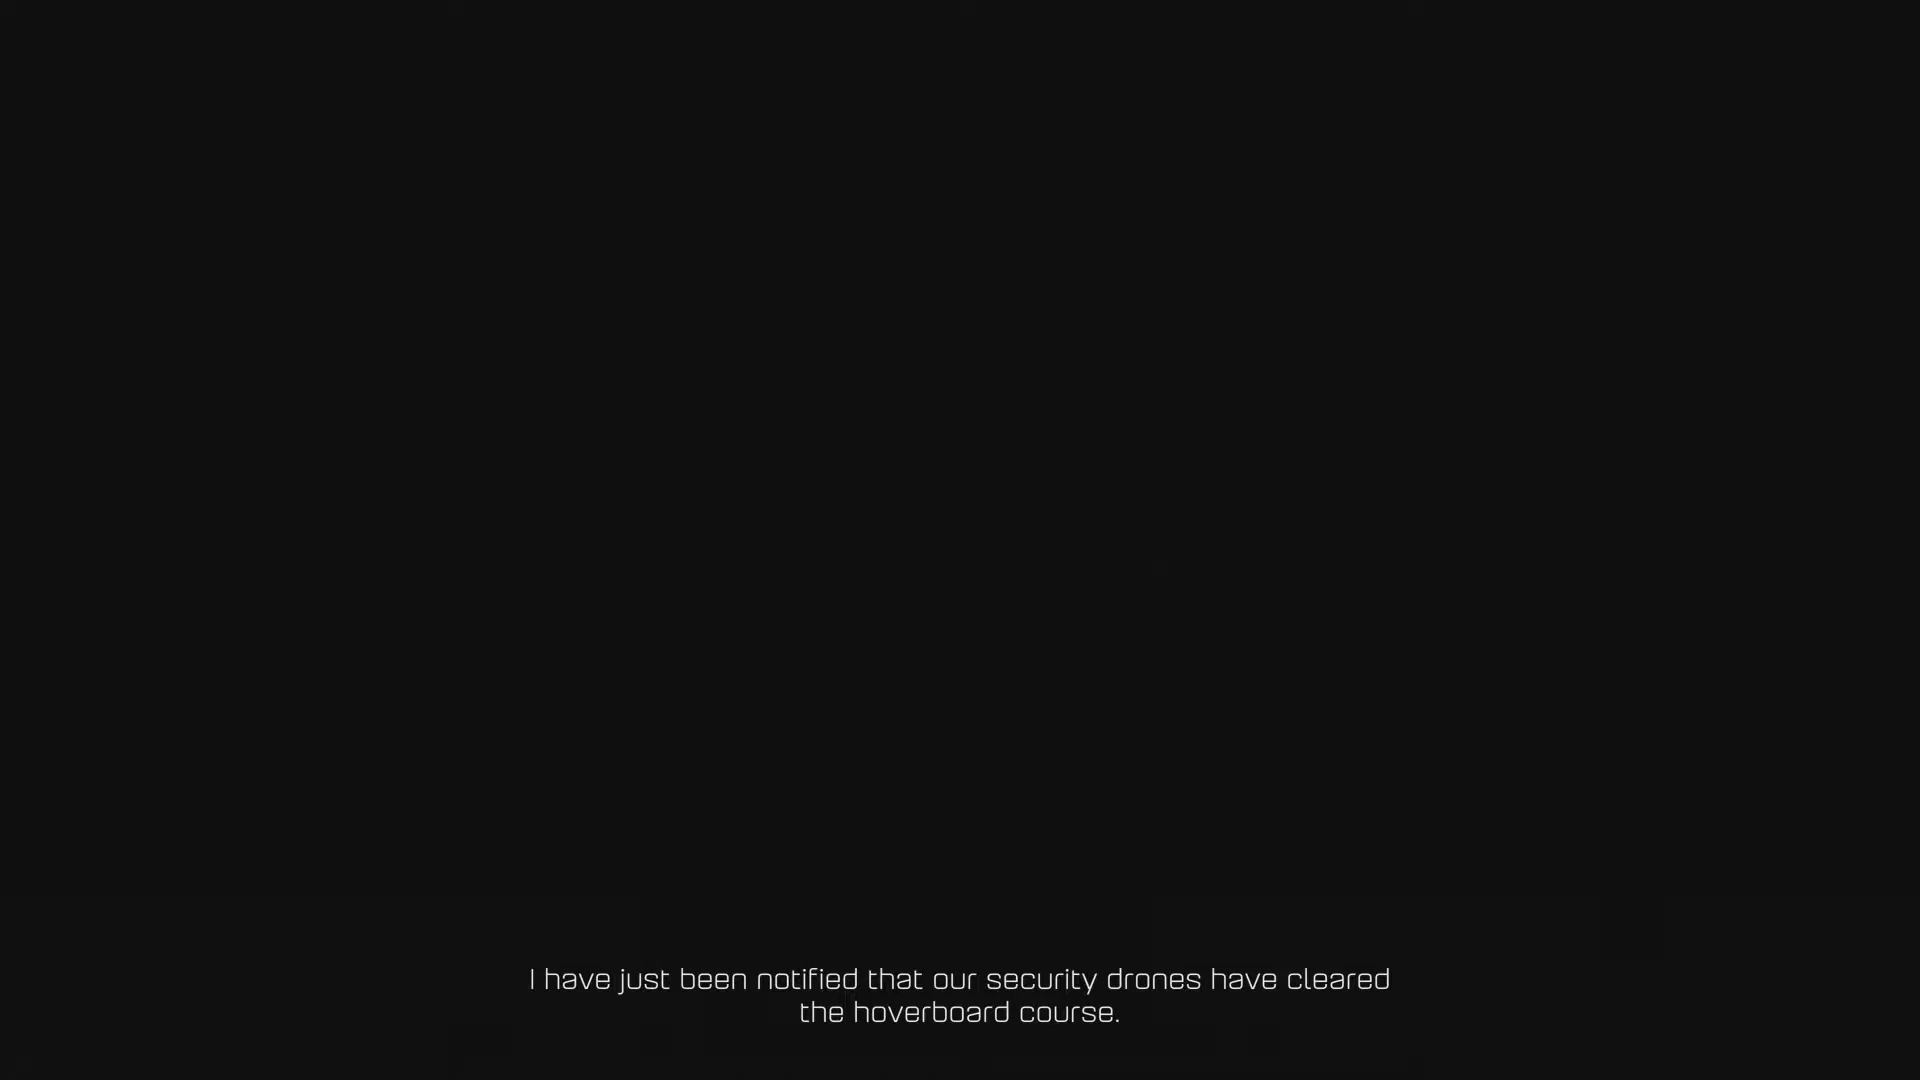 I have just been notified that our security drones have cleared
the hoverboard course.